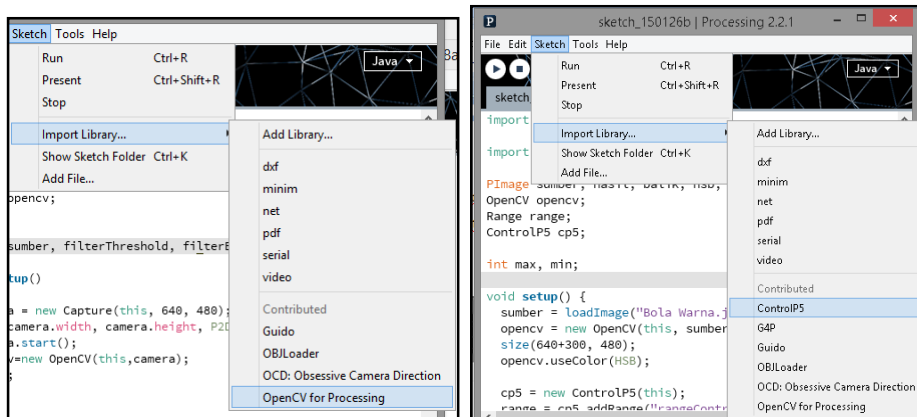 Sketch Tools Help
Run Ctrl+R
Present Ctrl+Shift+R
Stop
Java
Import Library...
Show Sketch Folder Ctrl+K
Add File...
Add Library...
dxf
minim
net
pdf
serial
video
Contributed
Guido
OBJLoader
OCD: Obsessive Camera Direction
OpenCV for Processing
opencv;
sumber, filterThreshold,
tup()
a = new Capture(this, 640, 480);
camera.width, camera.height, P2D
a.start();
v=new OpenCV(this,camera);
sketch_150126b | Processing 2.2.1
File Edit Sketch Tools Help
Run Ctrl+R
Present Ctrl+Shift+R
Stop
Java
sketch_
Import Library...
Show Sketch Folder Ctrl+K
Add File...
Add Library...
dxf
minim
net
pdf
serial
video
Contributed
ControlP5
G4P
Guido
OBJLoader
OCD: Obsessive Camera Direction
OpenCV for Processing
import
import
PImage sumber, hasil, batik, hsb,
OpenCV opencv;
Range range;
ControlP5 cp5;
int max, min;
void setup() {
sumber = loadImage("Bola Warna.j
opencv = new OpenCV(this, sumber
size(640+300, 480);
opencv.useColor(HSB);
cp5 = new ControlP5(this);
range = cp5.addRange("rangeContr